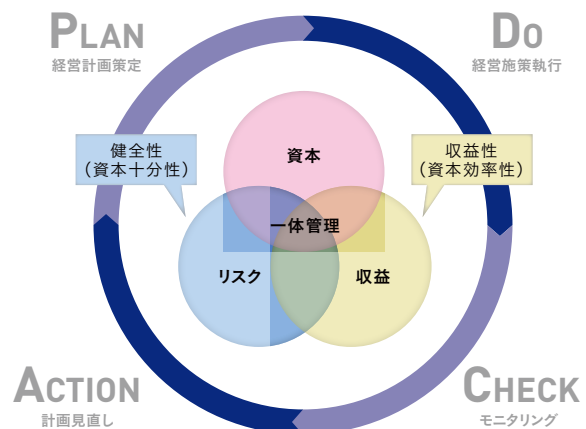 PLAN
経営計画策定
DO
経営施策執行
健全性
（資本十分性）
資本
収益性
（資本効率性）
一体管理
リスク
収益
ACTION
計画見直し
CHECK
モニタリング